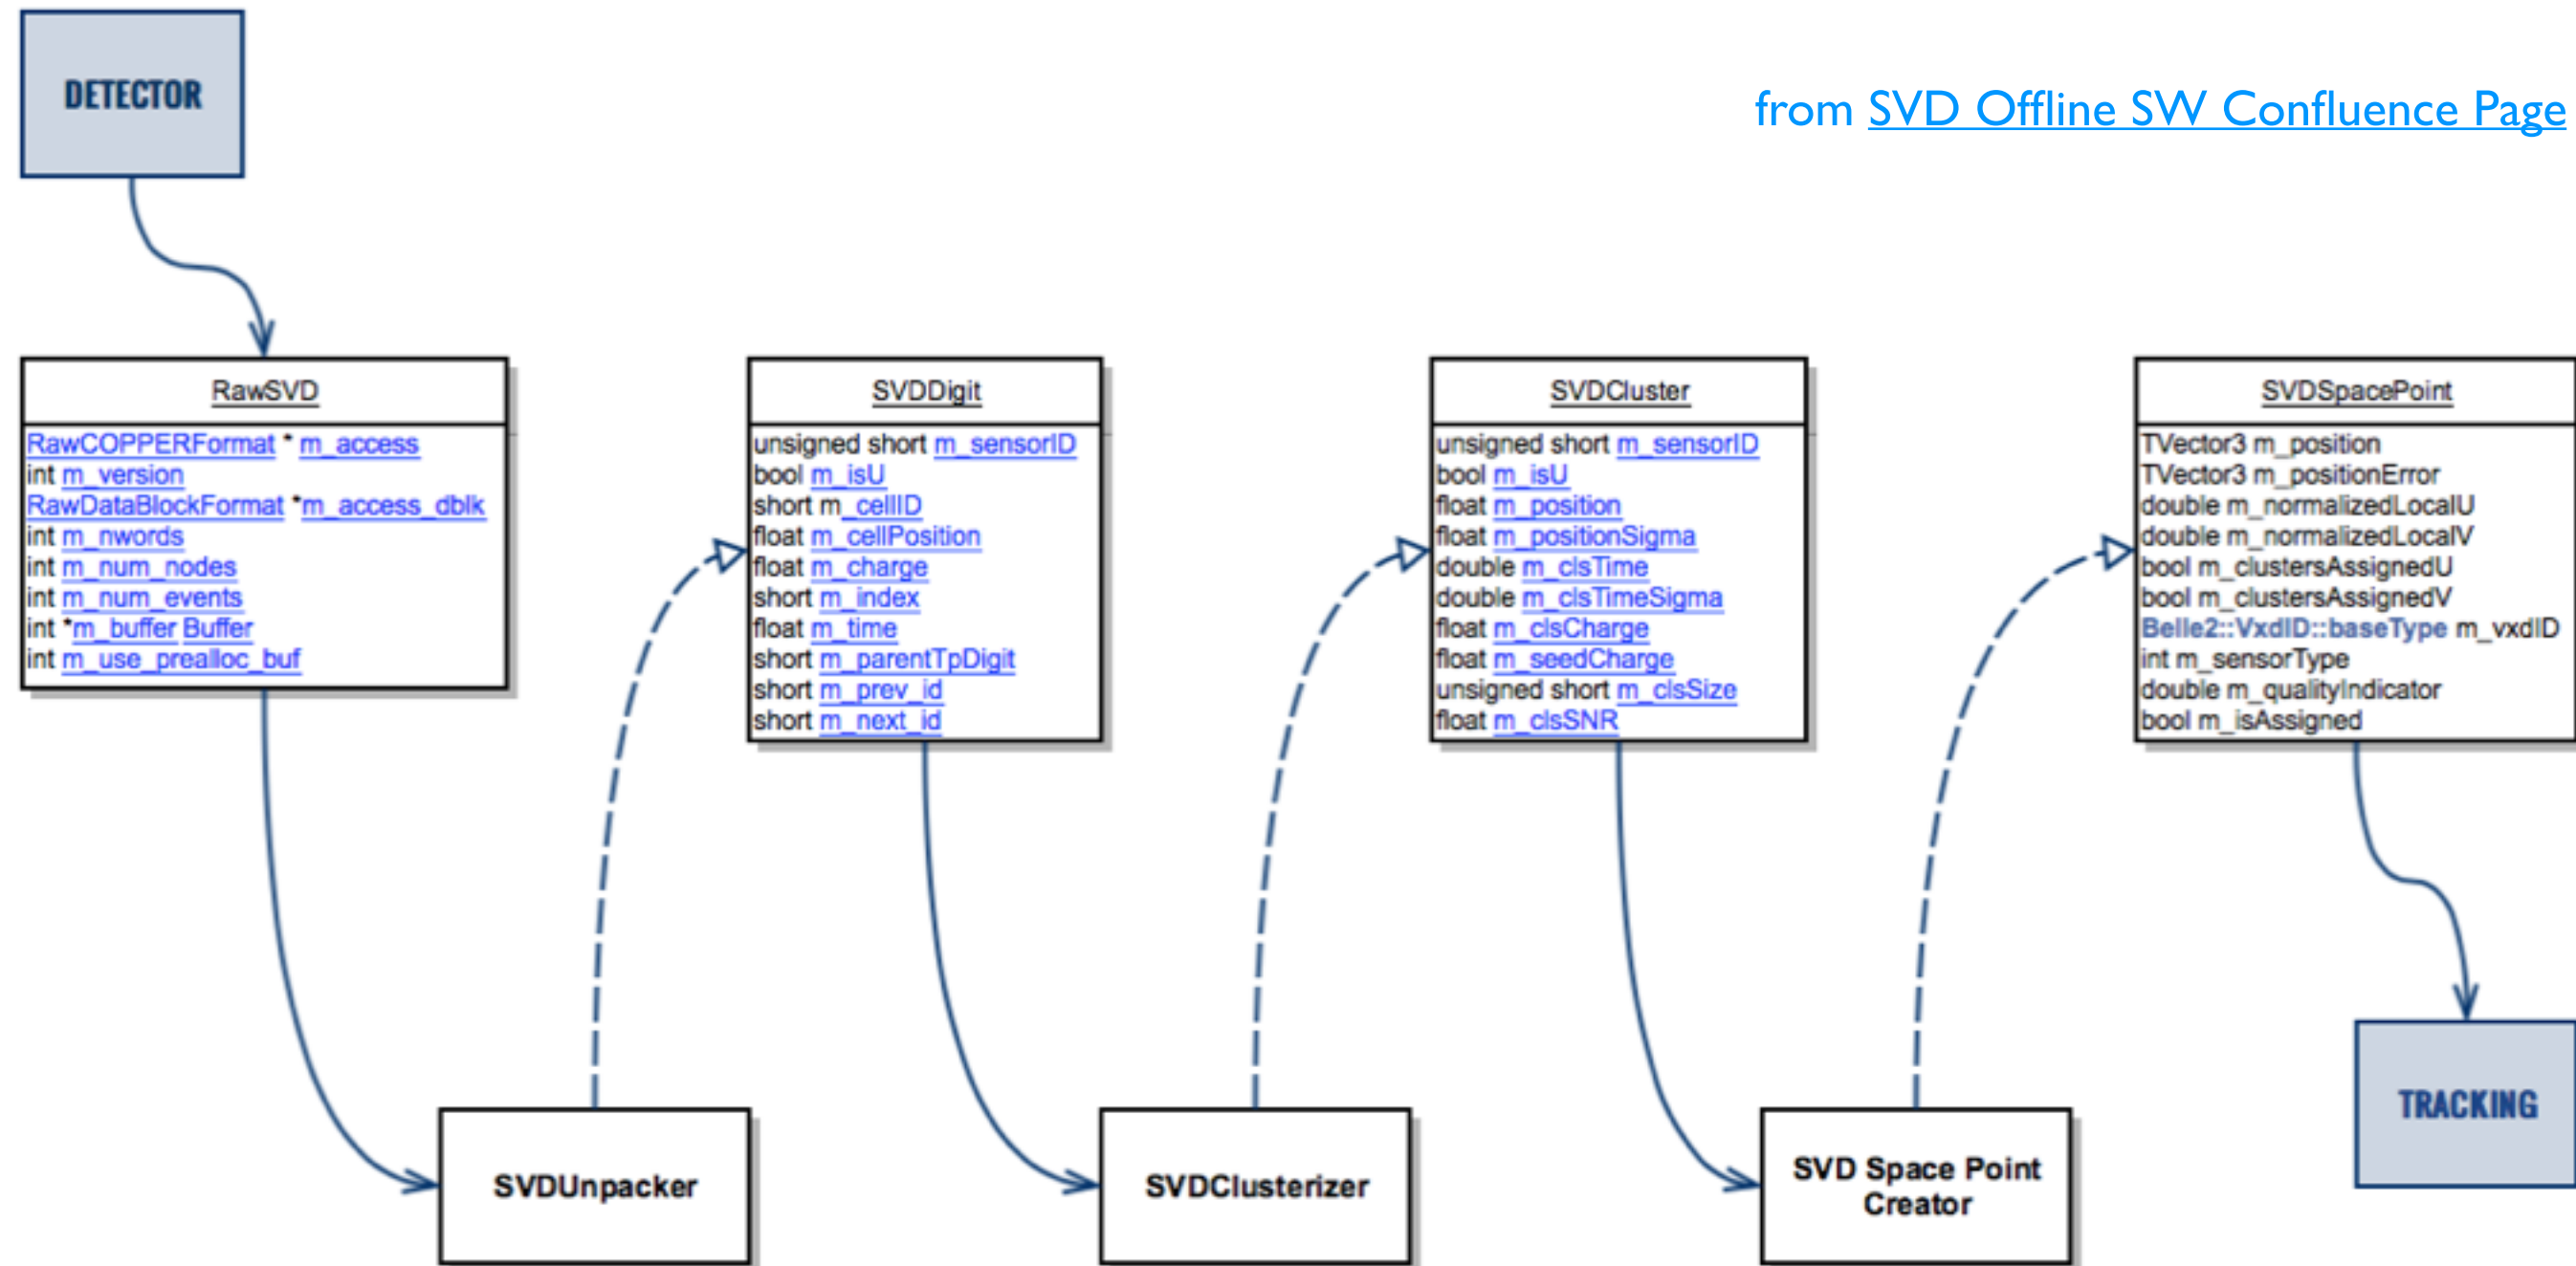 DETECTOR
from SVD Offline SW Confluence Page
RawSVD
RawCOPPERFormat * m_access
int m_version
RawDataBlockFormat *m_access_dblk
int m_nwords
int m_num_nodes
int m_num_events
int *m_buffer Buffer
int m_use_prealloc_buf
SVDDigit
unsigned short m_sensorID
bool m_isU
short m_cellID
float m_cellPosition
float m_charge
short m_index
float m_time
short m_parentTpDigit
short m_prev_id
short m_next_id
SVDCluster
unsigned short m_sensorID
bool m_isU
float m_position
float m_positionSigma
double m_clsTime
double m_clsTimeSigma
float m_clsCharge
float m_seedCharge
unsigned short m_clsSize
float m_clsSNR
SVDSpacePoint
TVector3 m_position
TVector3 m_positionError
double m_normalizedLocalU
double m_normalizedLocalV
bool m_clustersAssignedU
bool m_clustersAssignedV
Belle2::VxdID::baseType m_vxdID
int m_sensorType
double m_qualityIndicator
bool m_isAssigned
SVDUnpacker
SVDClusterizer
SVD Space Point
Creator
TRACKING